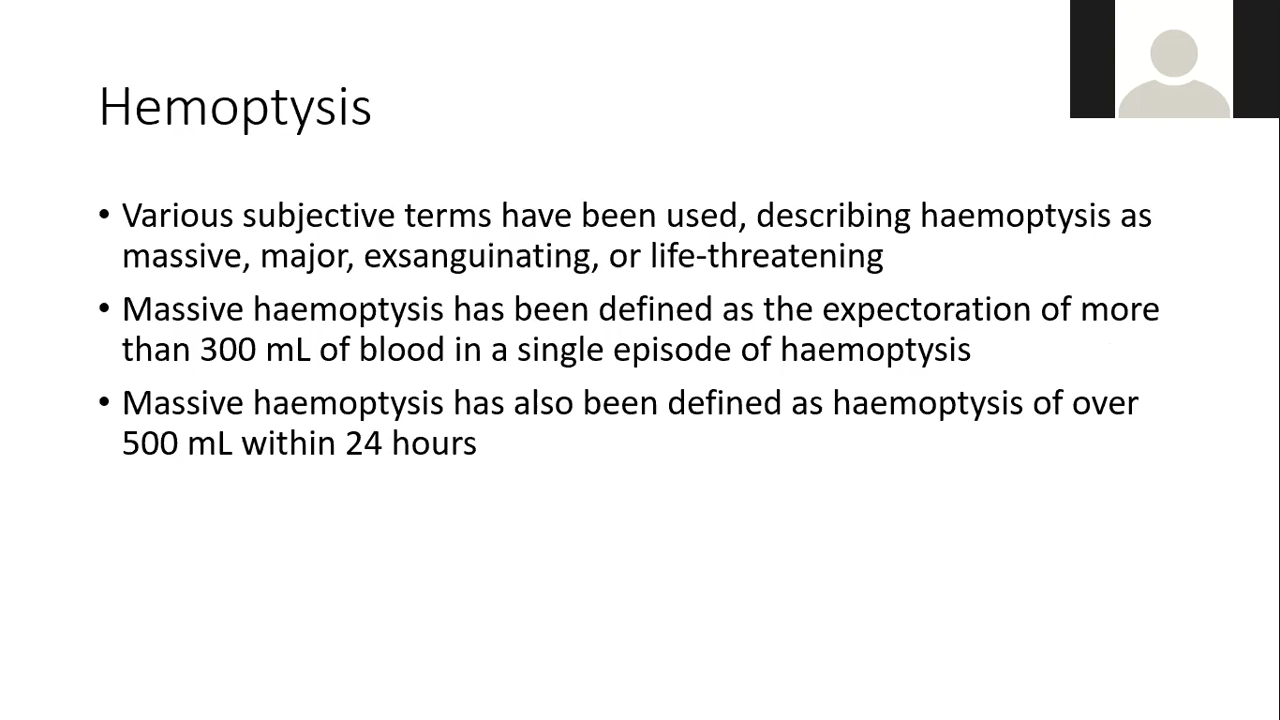 Hemoptysis
• Various subjective terms have been used, describing haemoptysis as
massive, major, exsanguinating, or life-threatening
• Massive haemoptysis has been defined as the expectoration of more
than 300 mL of blood in a single episode of haemoptysis
• Massive haemoptysis has also been defined as haemoptysis of over
500 mL within 24 hours